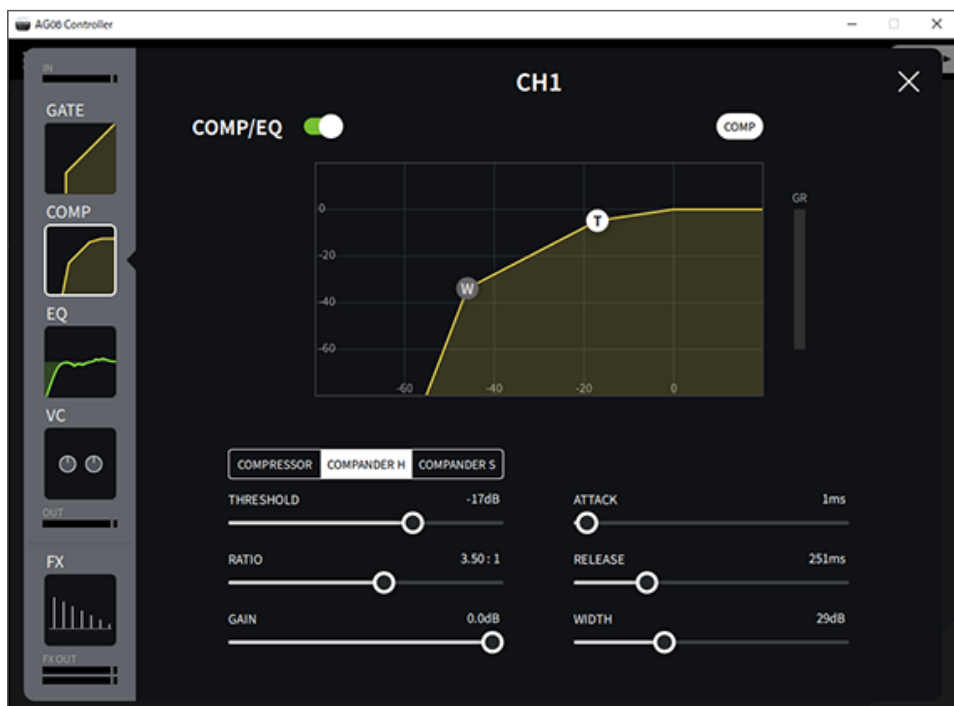 AG08 Controller
IN
GATE
COMP
EQ
VC
OUT
FX
FX OUT
CH1
COMP/EQ
COMP
GR
0
-20
-40
-60
-60 -40 -20 0
T
W
COMPRESSOR COMPANDER H COMPANDER S
THRESHOLD -17dB
RATIO 3.50 : 1
GAIN 0.0dB
ATTACK 1ms
RELEASE 251ms
WIDTH 29dB